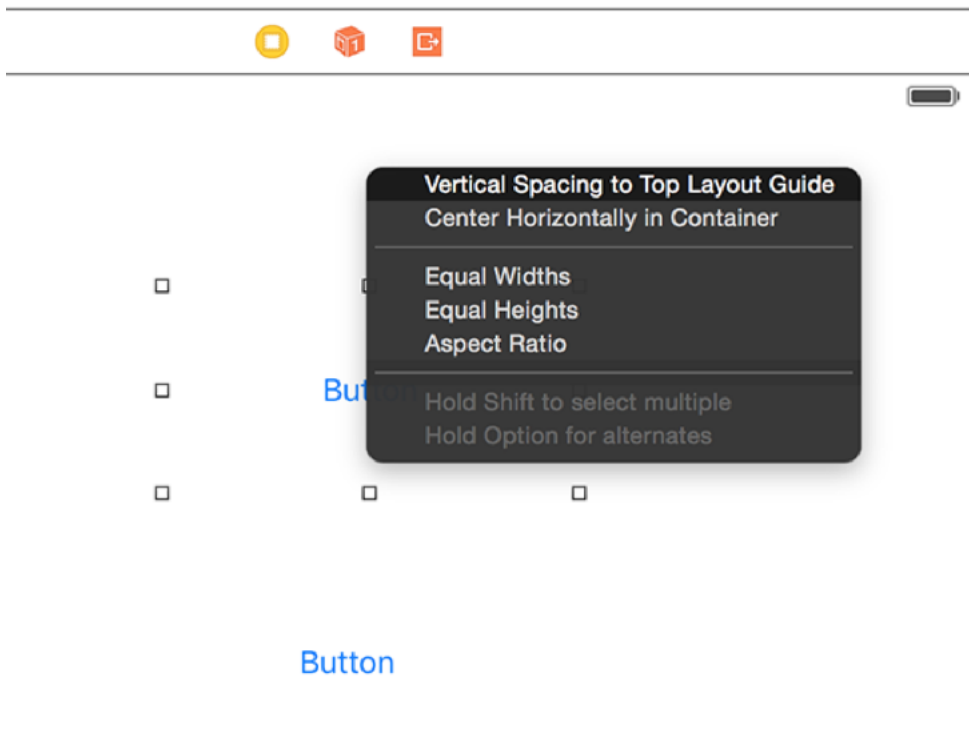 Vertical Spacing to Top Layout Guide
Center Horizontally in Container
Equal Widths
Equal Heights
Aspect Ratio
Button
Hold Shift to select multiple
Hold Option for alternates
Button